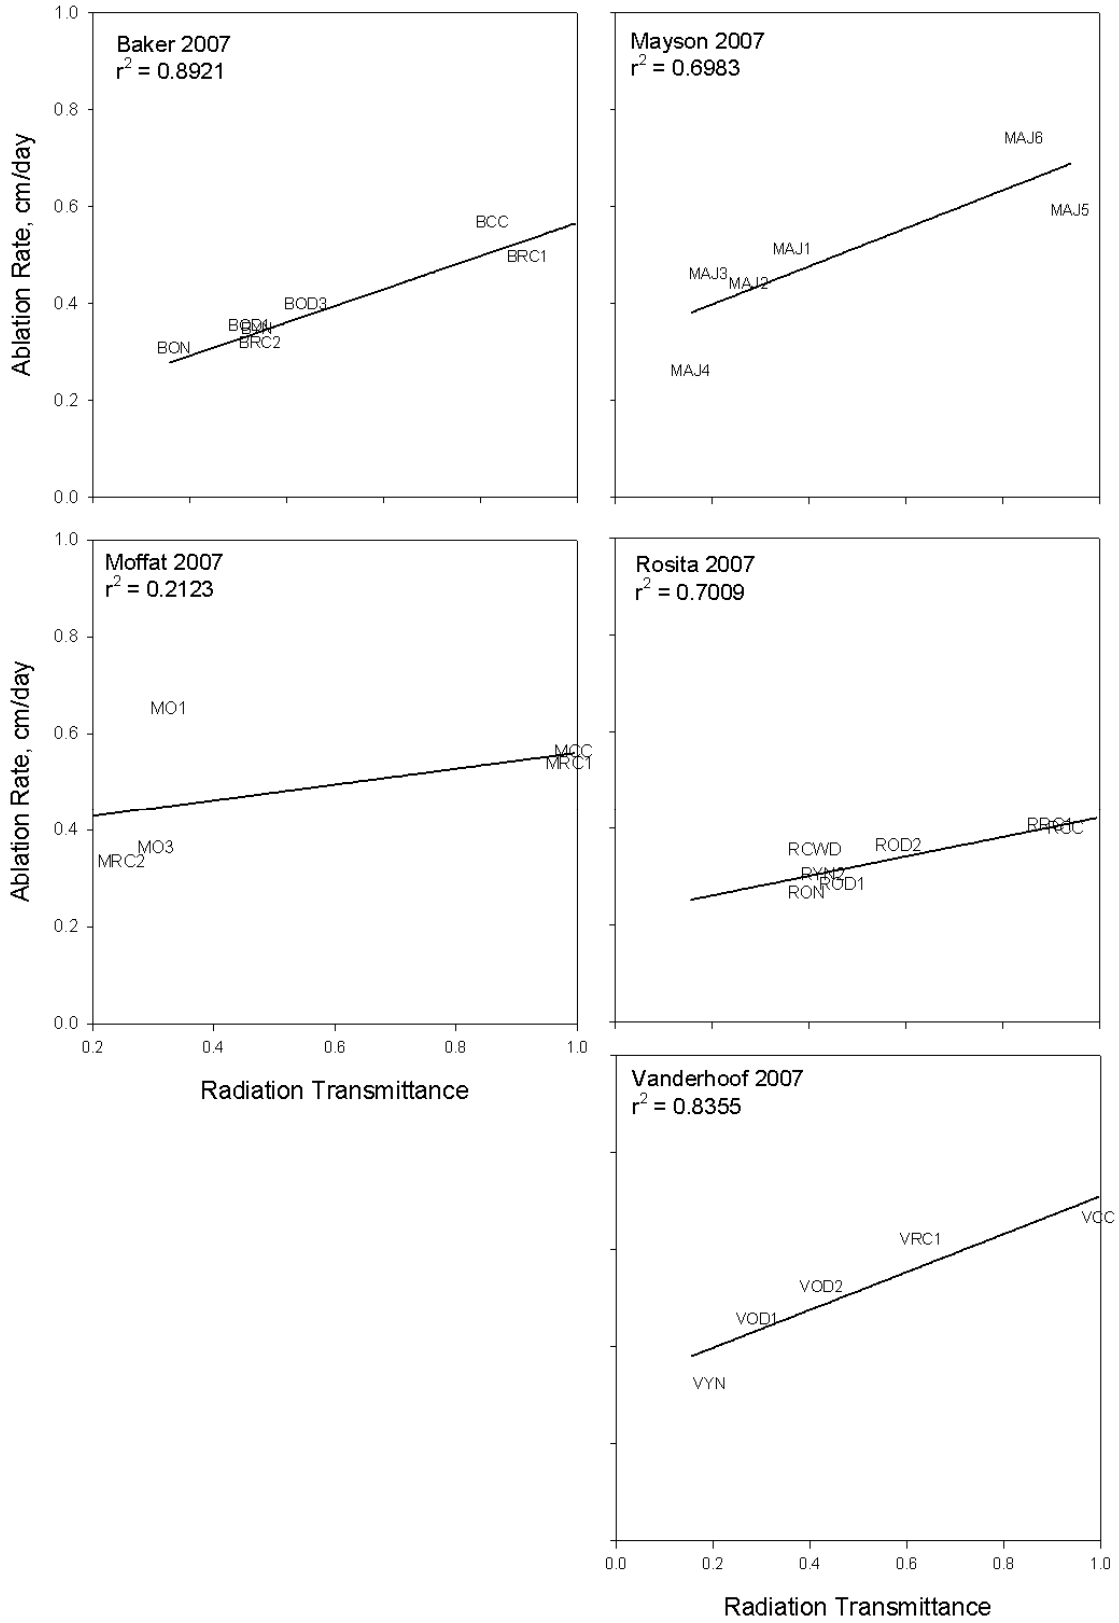 1.0
0.8
0.6
0.4
0.2
0.0
Ablation Rate, cm/day
Baker 2007
r² = 0.8921
BCC
BRC1
BOD3
BOD1
BYN
BRC2
BON
Mayson 2007
r² = 0.6983
MAJ6
MAJ5
MAJ1
MAJ3
MAJ2
MAJ4
1.0
0.8
0.6
0.4
0.2
0.0
Ablation Rate, cm/day
Moffat 2007
r² = 0.2123
MO1
MCC
MRC1
MO3
MRC2
0.2 0.4 0.6 0.8 1.0
Radiation Transmittance
Rosita 2007
r² = 0.7009
RRC1
RCC
ROD2
RCWD
RYN2
ROD1
RON
Vanderhoof 2007
r² = 0.8355
VCC
VRC1
VOD2
VOD1
VYN
0.0 0.2 0.4 0.6 0.8 1.0
Radiation Transmittance